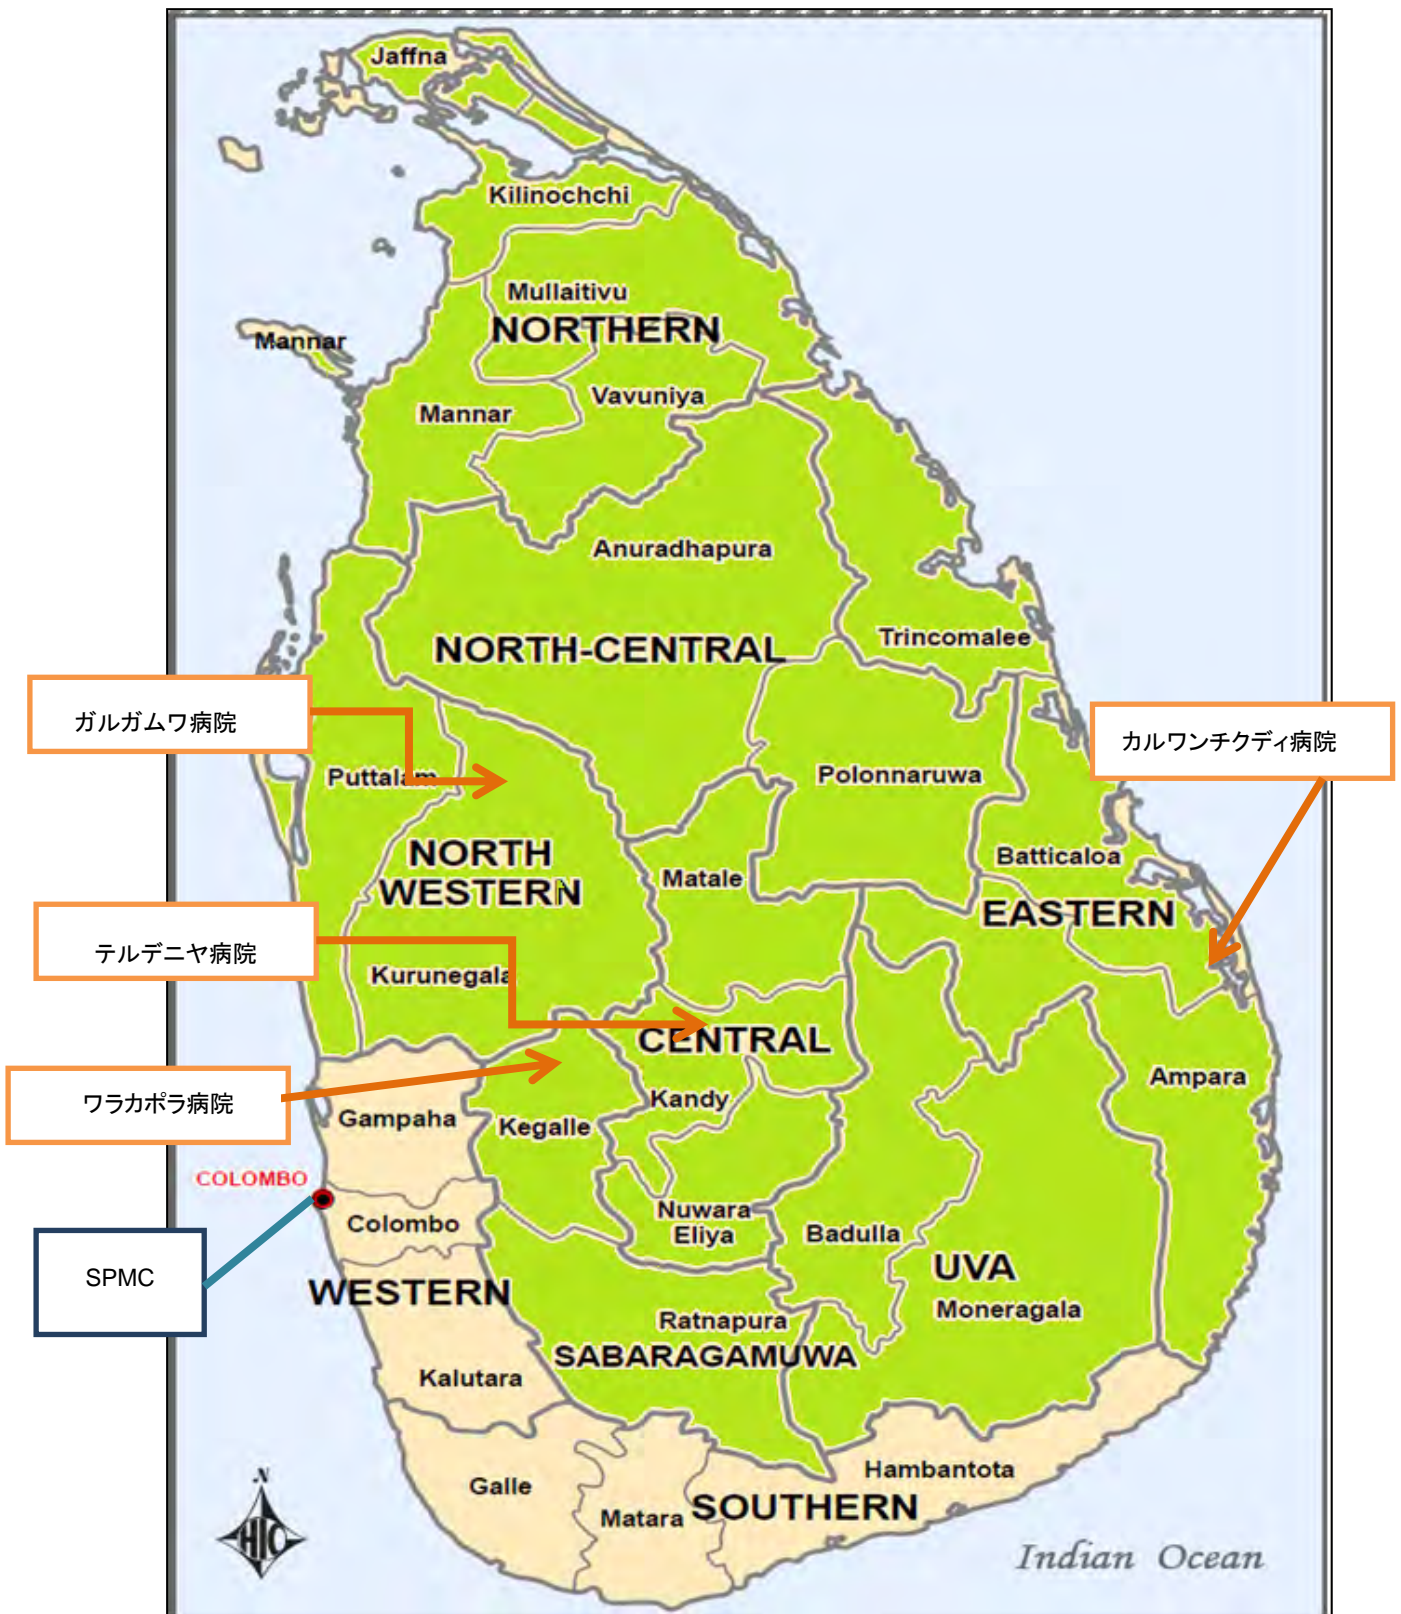 Jaffna
Kilinochchi
Mullaitivu
NORTHERN
Mannar
Vavuniya
Mannar
Anuradhapura
Trincomalee
NORTH-CENTRAL
ガルガムワ病院
カルワンチクディ病院
Puttalam
Polonnaruwa
NORTH
WESTERN
Batticaloa
Matale
EASTERN
テルデニヤ病院
Kurunegala
CENTRAL
Ampara
ワラカポラ病院
Kandy
Gampaha
Kegalle
COLOMBO
Colombo
Nuwara
Eliya
Badulla
SPMC
UVA
WESTERN
Moneragala
Ratnapura
SABARAGAMUWA
Kalutara
Hambantota
Galle
SOUTHERN
Matara
N
HIC
Indian Ocean